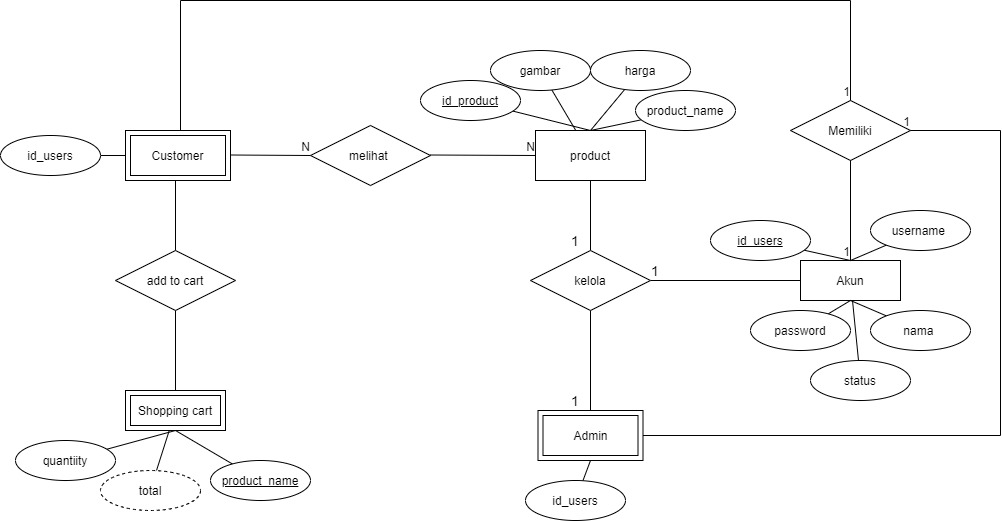 gambar
harga
id_product
product_name
1
Memiliki
1
id_users
Customer
N
melihat
N
product
id_users
username
1
1
add to cart
kelola
1
Akun
password
nama
status
1
Shopping cart
Admin
quantiity
total
product_name
id_users